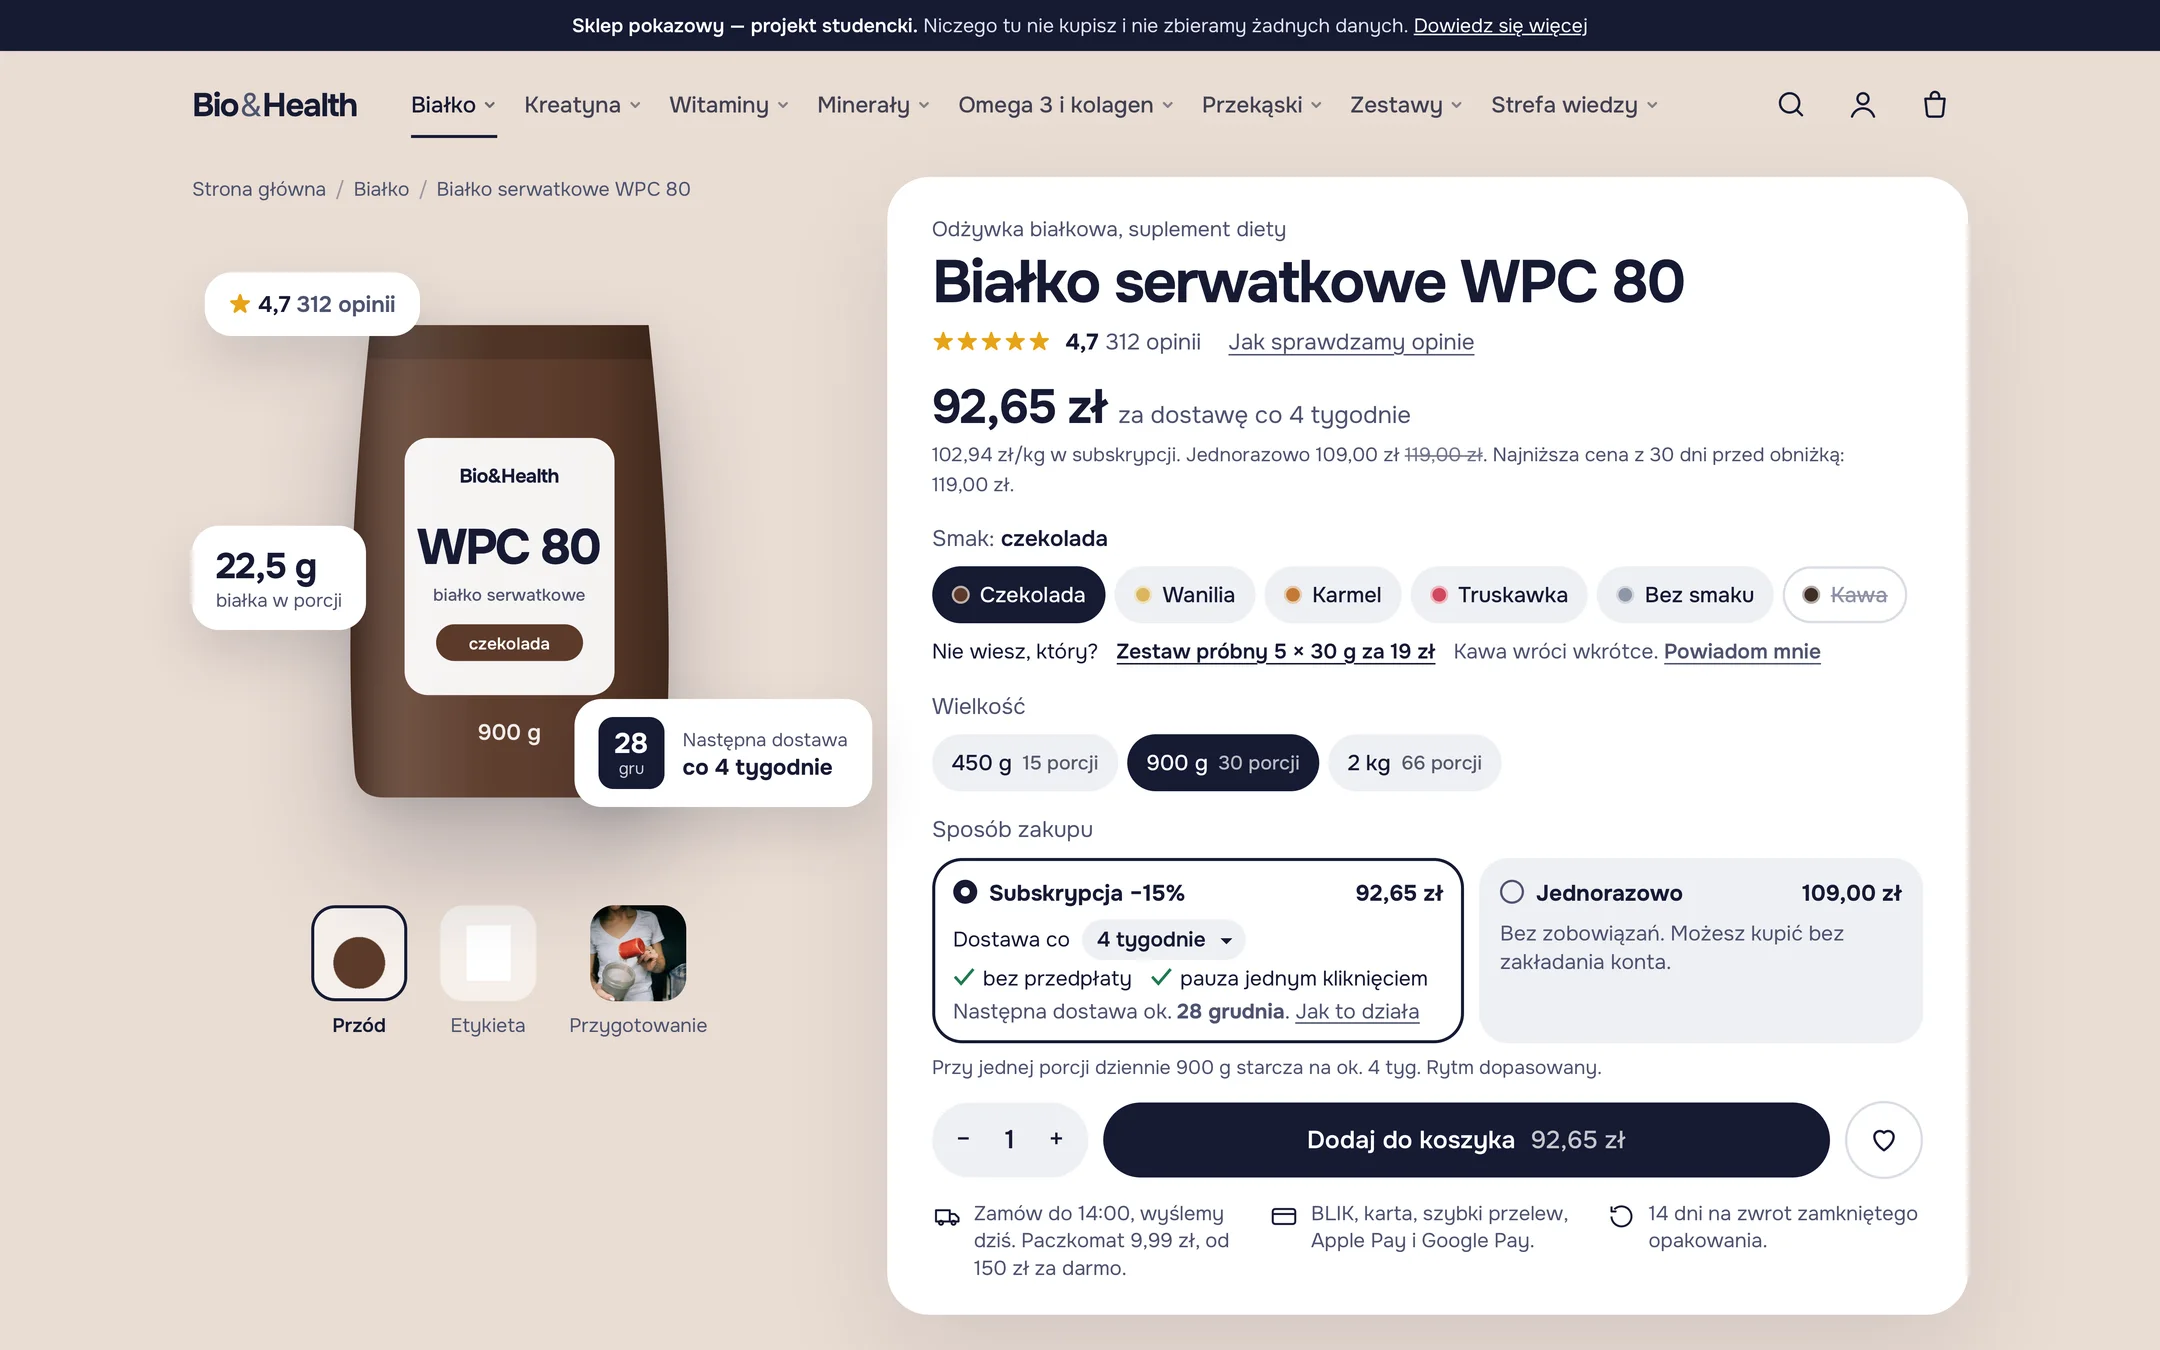 Sklep pokazowy — projekt studencki. Niczego tu nie kupisz i nie zbieramy żadnych danych. Dowiedz się więcej
Bio&Health
Białko
Kreatyna
Witaminy
Minerały
Omega 3 i kolagen
Przekąski
Zestawy
Strefa wiedzy
Strona główna / Białko / Białko serwatkowe WPC 80
4,7 312 opinii
Bio&Health
WPC 80
białko serwatkowe
czekolada
900 g
22,5 g
białka w porcji
28
gru
Następna dostawa
co 4 tygodnie
Przód
Etykieta
Przygotowanie
Odżywka białkowa, suplement diety
Białko serwatkowe WPC 80
4,7 312 opinii Jak sprawdzamy opinie
92,65 zł za dostawę co 4 tygodnie
102,94 zł/kg w subskrypcji. Jednorazowo 109,00 zł 119,00 zł. Najniższa cena z 30 dni przed obniżką:
119,00 zł.
Smak: czekolada
Czekolada
Wanilia
Karmel
Truskawka
Bez smaku
Kawa
Nie wiesz, który? Zestaw próbny 5 × 30 g za 19 zł Kawa wróci wkrótce. Powiadom mnie
Wielkość
450 g 15 porcji
900 g 30 porcji
2 kg 66 porcji
Sposób zakupu
Subskrypcja −15% 92,65 zł
Dostawa co 4 tygodnie
bez przedpłaty pauza jednym kliknięciem
Następna dostawa ok. 28 grudnia. Jak to działa
Jednorazowo 109,00 zł
Bez zobowiązań. Możesz kupić bez
zakładania konta.
Przy jednej porcji dziennie 900 g starcza na ok. 4 tyg. Rytm dopasowany.
− 1 +
Dodaj do koszyka 92,65 zł
Zamów do 14:00, wyślemy
dziś. Paczkomat 9,99 zł, od
150 zł za darmo.
BLIK, karta, szybki przelew,
Apple Pay i Google Pay.
14 dni na zwrot zamkniętego
opakowania.